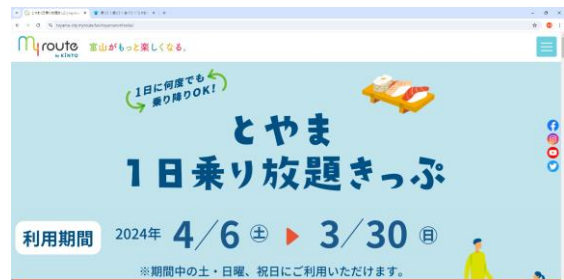 my route
by KINTO
富山がもっと楽しくなる。
1日に何度でも
乗り降りOK!
とやま
1日乗り放題きっぷ
利用期間 2024年 4/6 土 ▶ 3/30 日
※期間中の土・日曜、祝日にご利用いただけます。